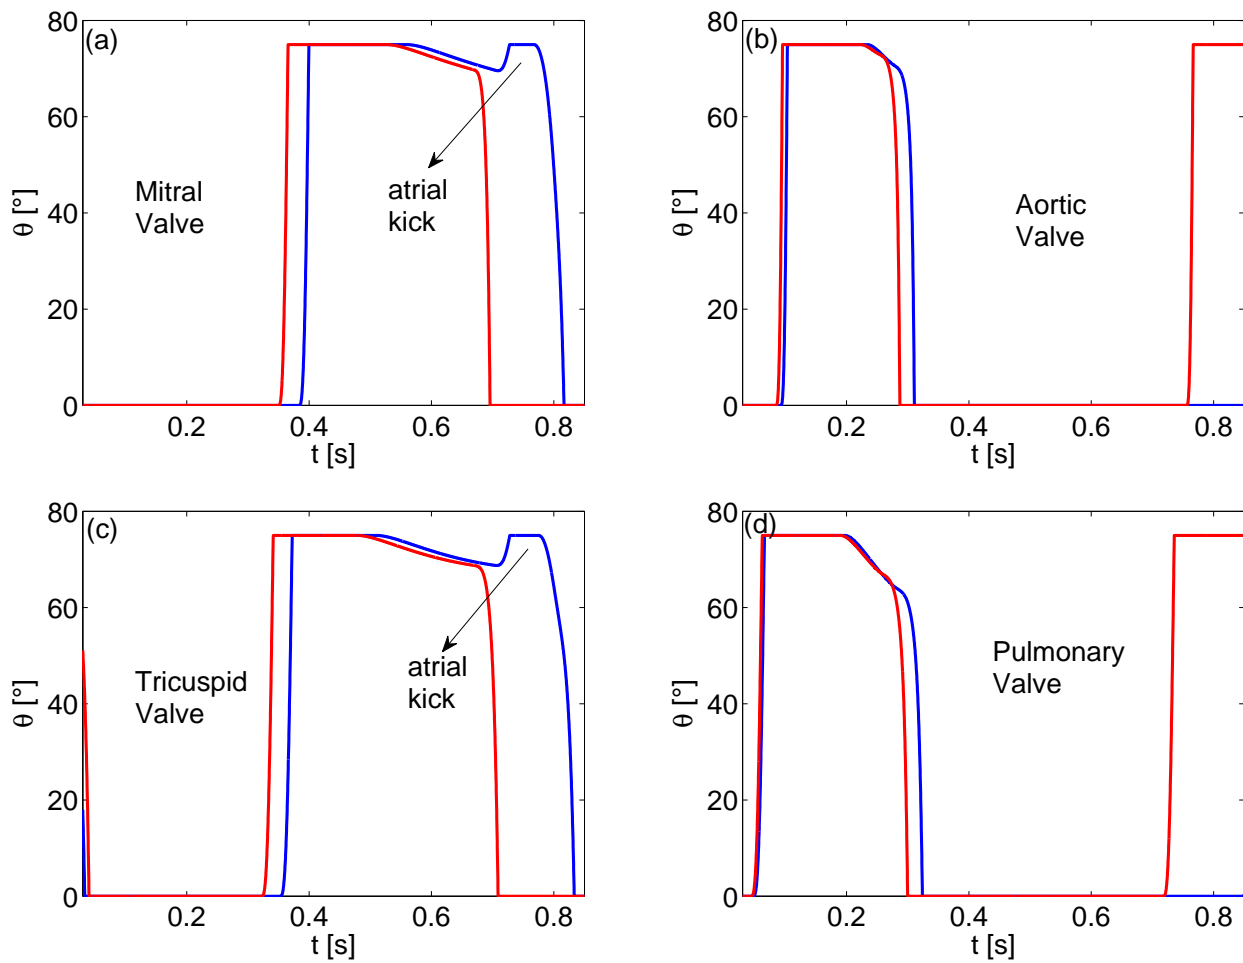 (a)
80
60
40
20
0
θ [°]
Mitral
Valve
atrial
kick
0.2
0.4
0.6
0.8
t [s]
(b)
80
60
40
20
0
θ [°]
Aortic
Valve
0.2
0.4
0.6
0.8
t [s]
(c)
80
60
40
20
0
θ [°]
Tricuspid
Valve
atrial
kick
0.2
0.4
0.6
0.8
t [s]
(d)
80
60
40
20
0
θ [°]
Pulmonary
Valve
0.2
0.4
0.6
0.8
t [s]